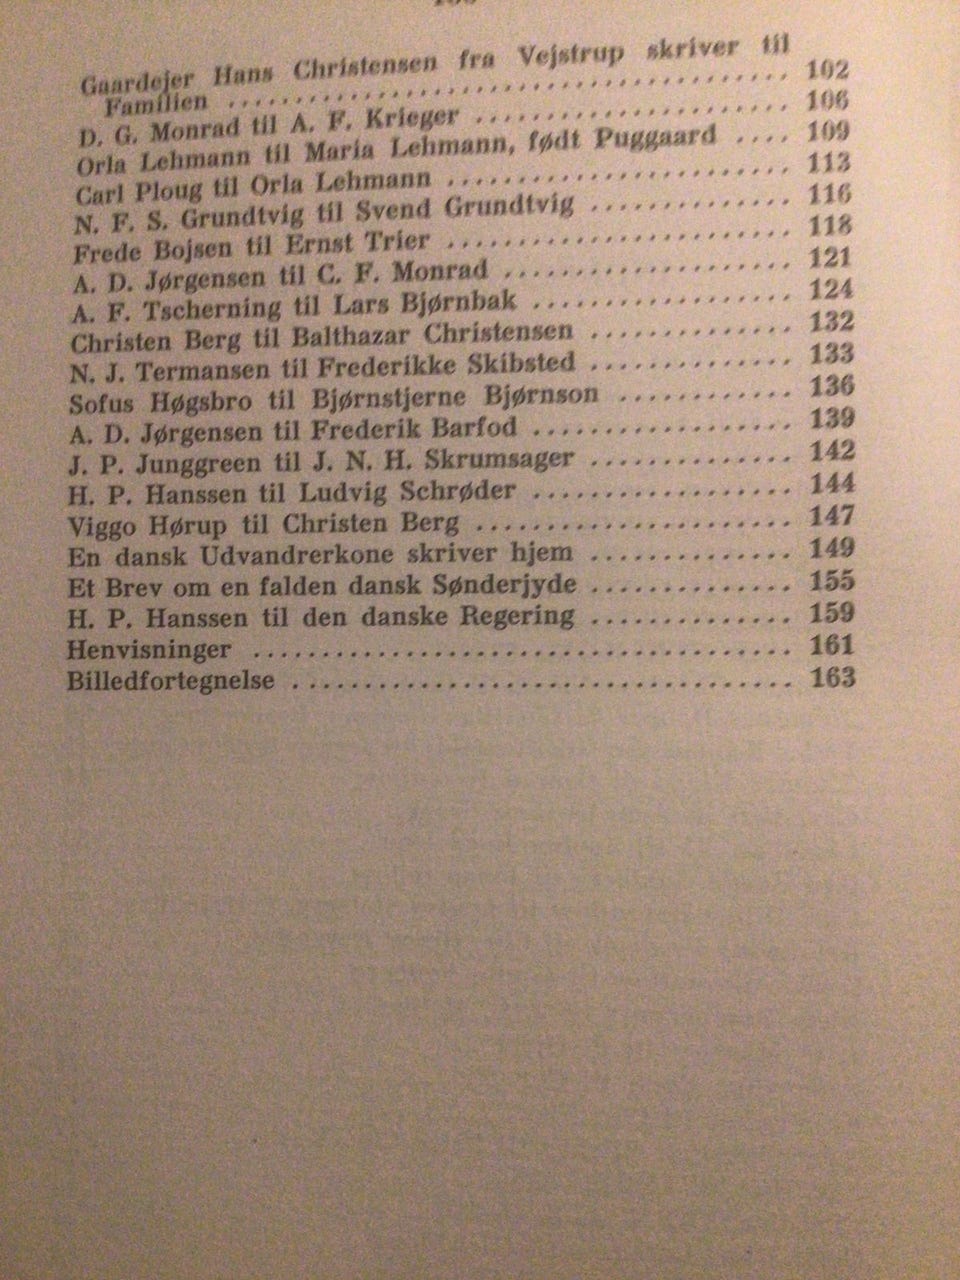 Gaardejer Hans Christensen fra Vejstrup skriver til
Familien ........................................ 102
D. G. Monrad til A. F. Krieger ........................ 106
Orla Lehmann til Maria Lehmann, født Puggaard .... 109
Carl Ploug til Orla Lehmann .......................... 113
N. F. S. Grundtvig til Svend Grundtvig ............... 116
Frede Bojsen til Ernst Trier .......................... 118
A. D. Jørgensen til C. F. Monrad ..................... 121
A. F. Tscherning til Lars Bjørnbak ................... 124
Christen Berg til Balthazar Christensen ............... 132
N. J. Termansen til Frederikke Skibsted ............... 133
Sofus Høgsbro til Bjørnstjerne Bjørnson ............. 136
A. D. Jørgensen til Frederik Barfod ................... 139
J. P. Junggreen til J. N. H. Skrumsager ............... 142
H. P. Hanssen til Ludvig Schrøder ................... 144
Viggo Hørup til Christen Berg ........................ 147
En dansk Udvandrerkone skriver hjem ............... 149
Et Brev om en falden dansk Sønderjyde ............... 155
H. P. Hanssen til den danske Regering ............... 159
Henvisninger ........................................ 161
Billedfortegnelse ..................................... 163